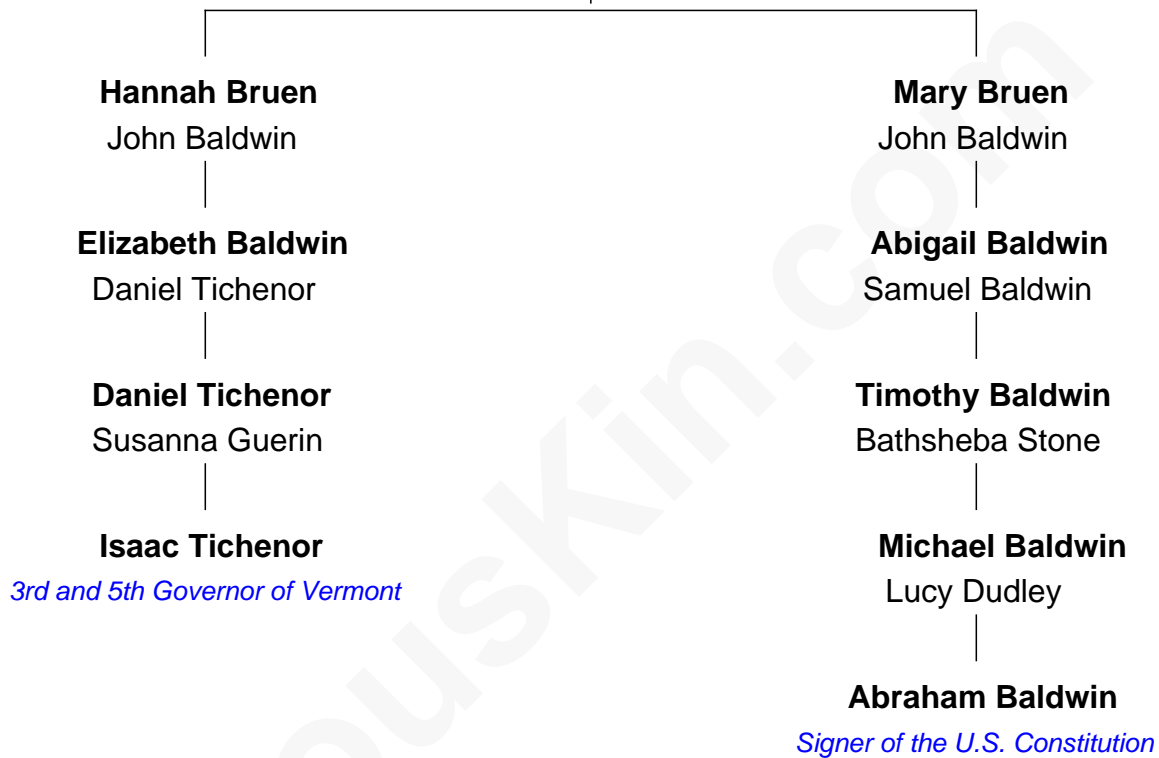 Hannah Bruen
John Baldwin
Elizabeth Baldwin
Daniel Tichenor
Daniel Tichenor
Susanna Guerin
Isaac Tichenor
3rd and 5th Governor of Vermont
Mary Bruen
John Baldwin
Abigail Baldwin
Samuel Baldwin
Timothy Baldwin
Bathsheba Stone
Michael Baldwin
Lucy Dudley
Abraham Baldwin
Signer of the U.S. Constitution
ousKin.com